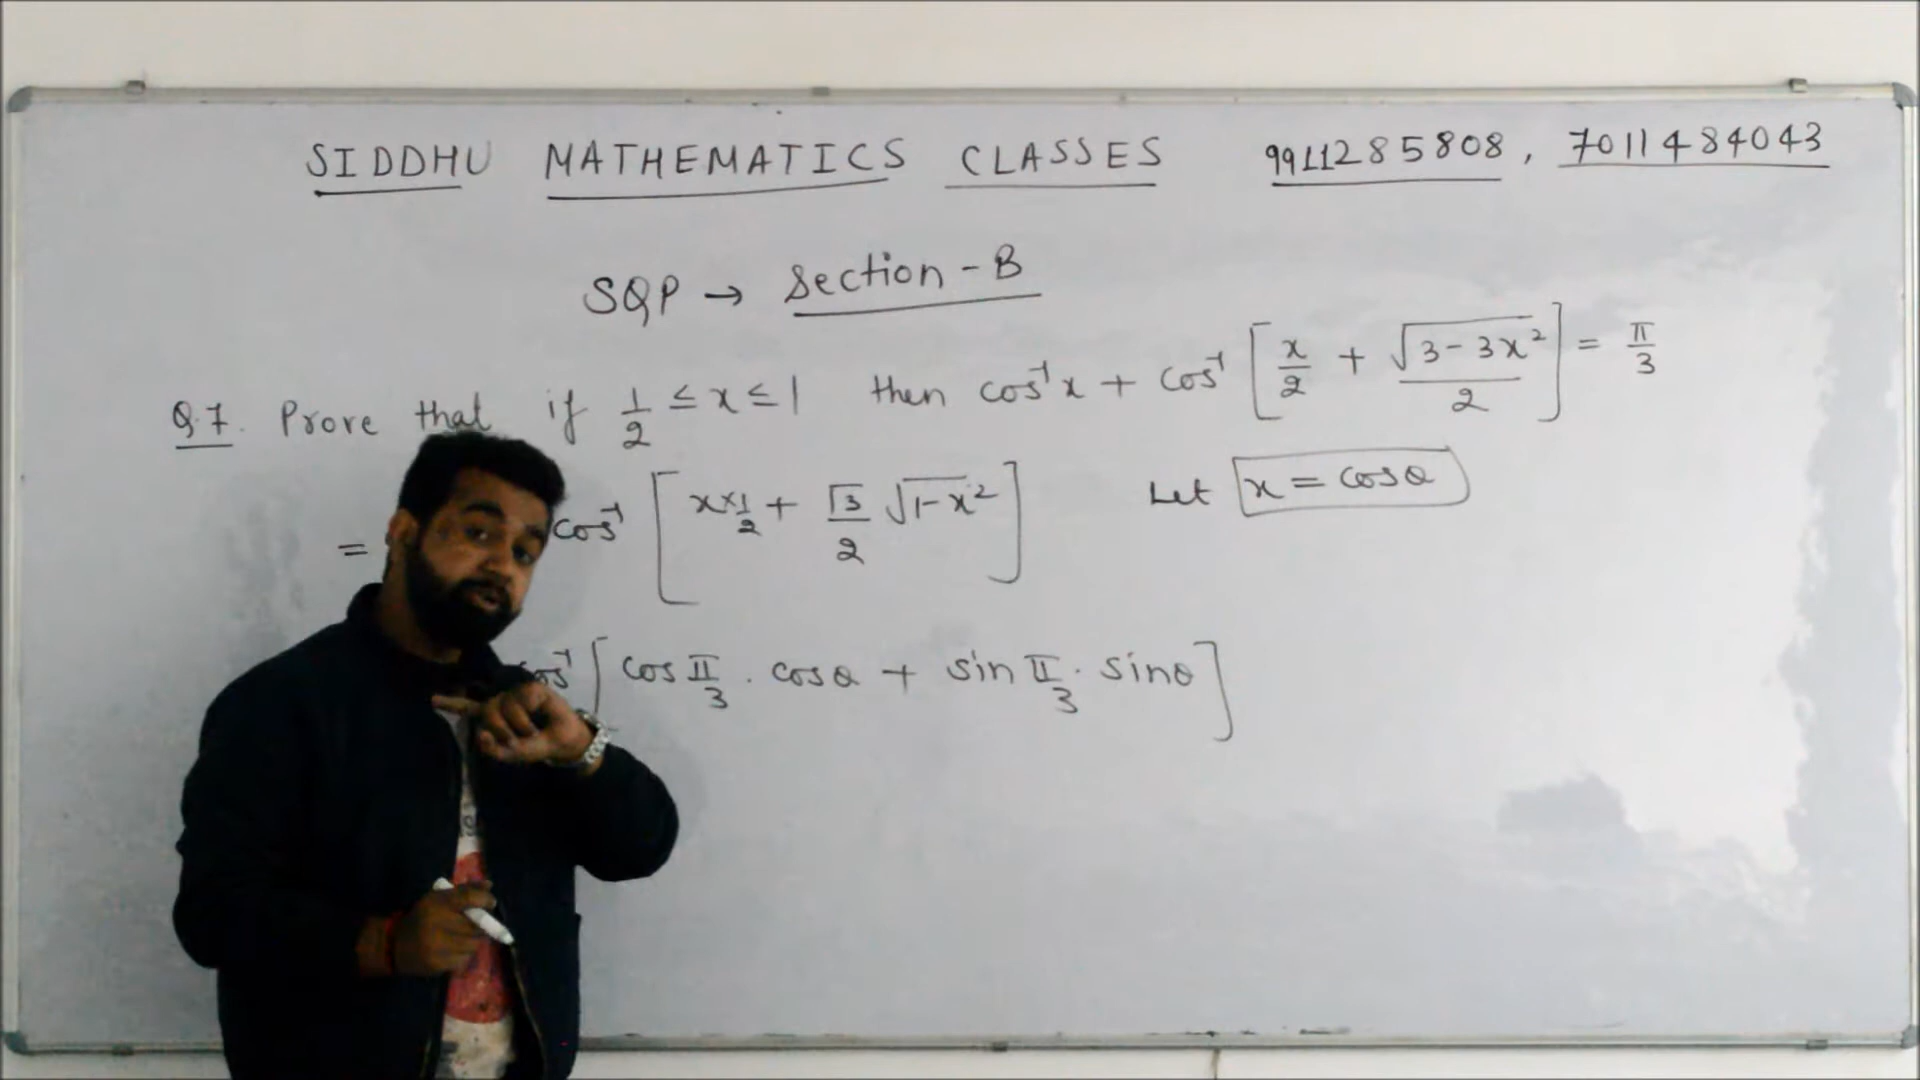 SIDDHU MATHEMATICS CLASSES 9911285808, 7011484043
SQP → Section-B
Q.7. Prove that if 1/2 ≤ x ≤ 1 then cos⁻¹x + cos⁻¹[x/2 + √(3-3x²)/2] = π/3
= cos⁻¹[x×1/2 + √3/2 √(1-x²)] Let x = cosθ
cos⁻¹[cos π/3 . cosθ + sin π/3 . sinθ]